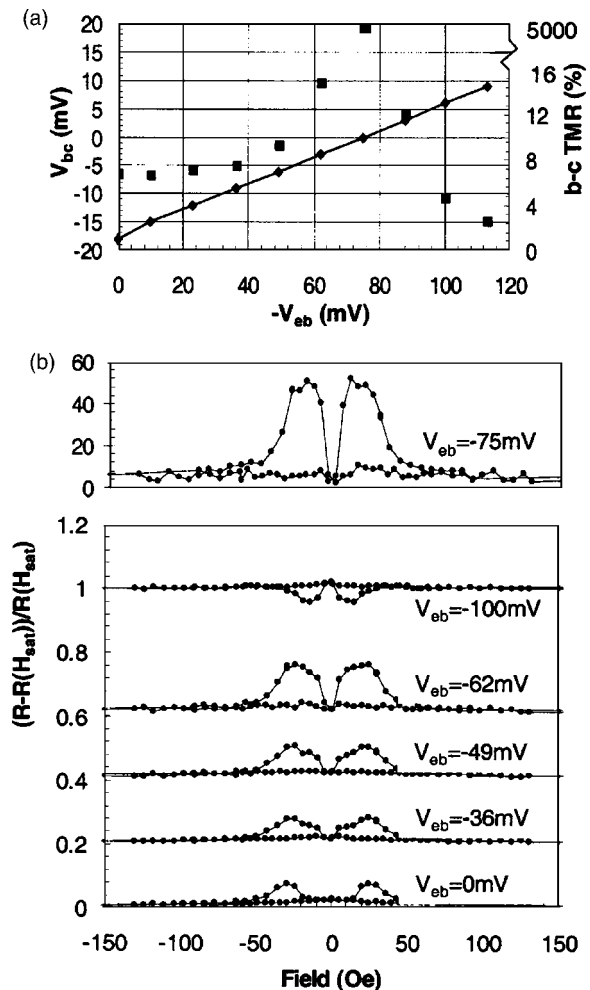 (a)
20
15
10
5
0
-5
-10
-15
-20
V_bc (mV)
5000
16
12
8
4
0
b-c TMR (%)
0 20 40 60 80 100 120
-V_eb (mV)
(b)
60
40
20
0
V_eb=-75mV
1.2
1
0.8
0.6
0.4
0.2
0
(R-R(H_sat))/R(H_sat)
V_eb=-100mV
V_eb=-62mV
V_eb=-49mV
V_eb=-36mV
V_eb=0mV
-150 -100 -50 0 50 100 150
Field (Oe)